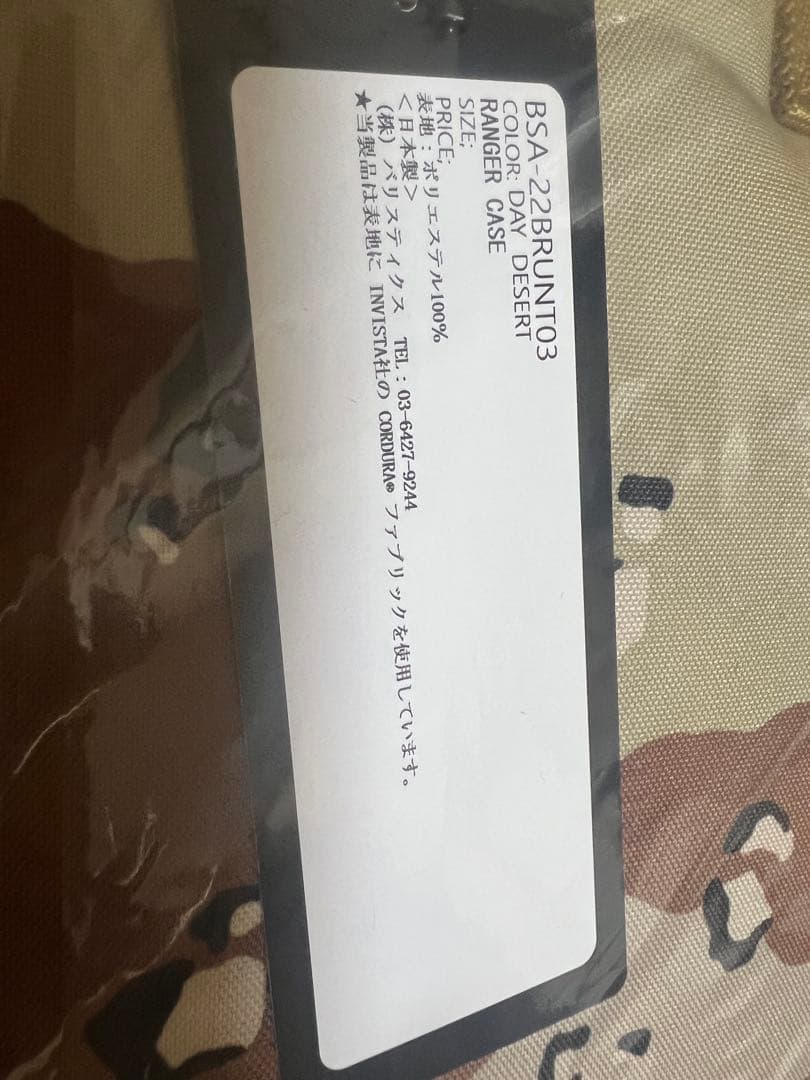 BSA-22BRUNT03
COLOR: DAY DESERT
RANGER CASE
SIZE;
PRICE;
表地：ポリエステル100%
＜日本製＞
(株) バリスティクス TEL：03-6427-9244
★当製品は表地に INVISTA社の CORDURA® ファブリックを使用しています。